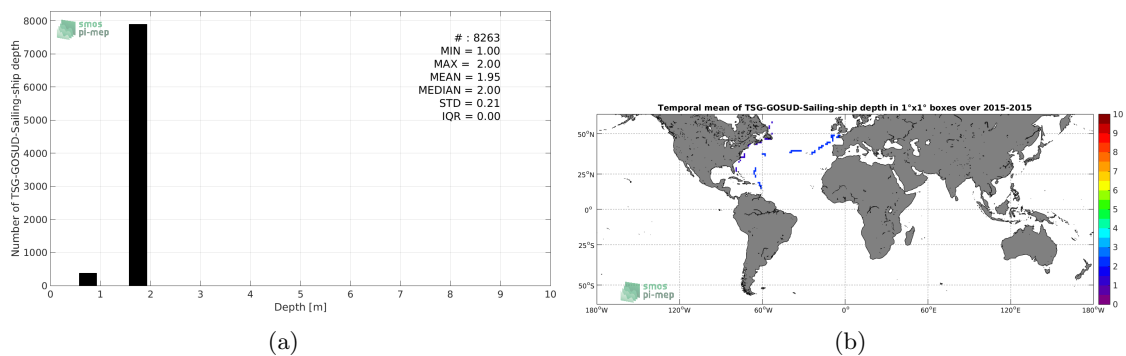 smos
pi-mep
8000
7000
6000
5000
4000
3000
2000
1000
0
Number of TSG-GOSUD-Sailing-ship depth
# : 8263
MIN = 1.00
MAX = 2.00
MEAN = 1.95
MEDIAN = 2.00
STD = 0.21
IQR = 0.00
0 1 2 3 4 5 6 7 8 9 10
Depth [m]
(a)
Temporal mean of TSG-GOSUD-Sailing-ship depth in 1°x1° boxes over 2015-2015
50°N
25°N
0°
25°S
50°S
smos
pi-mep
180°W 120°W 60°W 0° 60°E 120°E 180°W
10
9
8
7
6
5
4
3
2
1
0
(b)